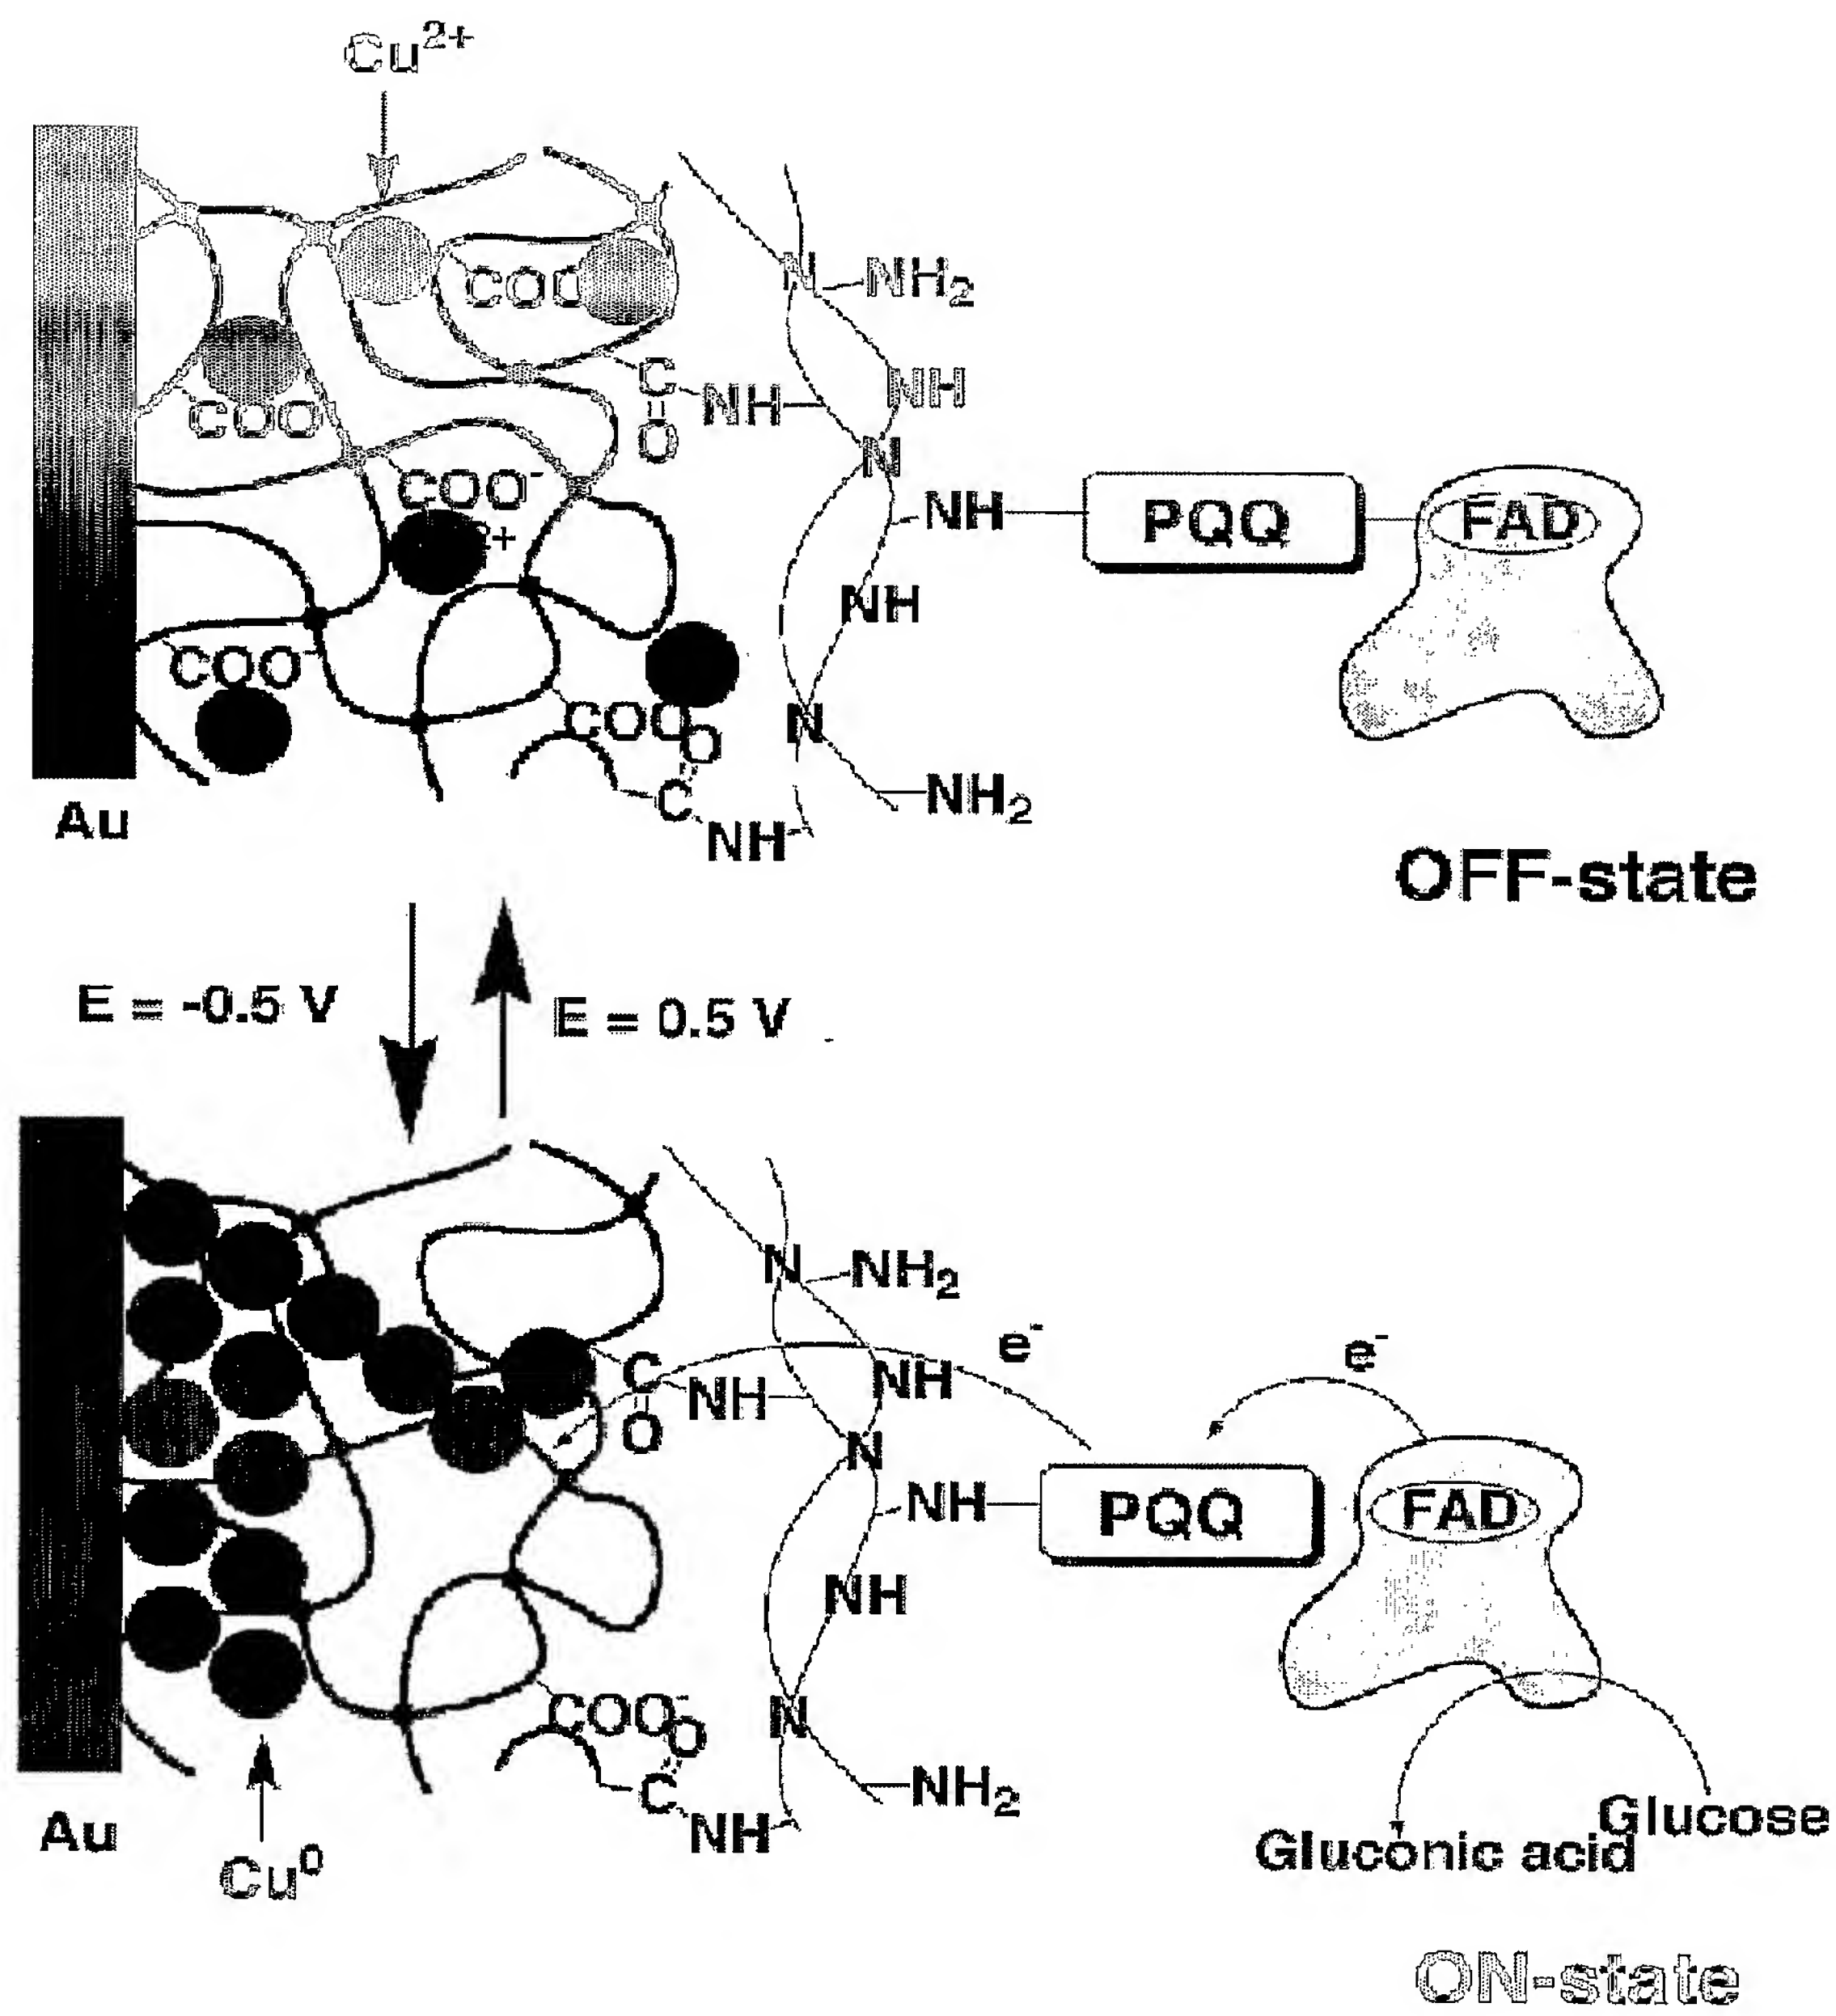 Cu²⁺
N
NH₂
COO
C
O
NH
NH
COO
N
COO⁻
2+
NH
PQQ
FAD
NH
COO⁻
COO
O
N
C
NH
NH₂
Au
OFF-state
E = -0.5 V
E = 0.5 V
N
NH₂
e⁻
e⁻
C
O
NH
NH
N
NH
PQQ
FAD
NH
COO⁻
O
N
C
NH
NH₂
Au
Cu⁰
Glucose
Gluconic acid
ON-state